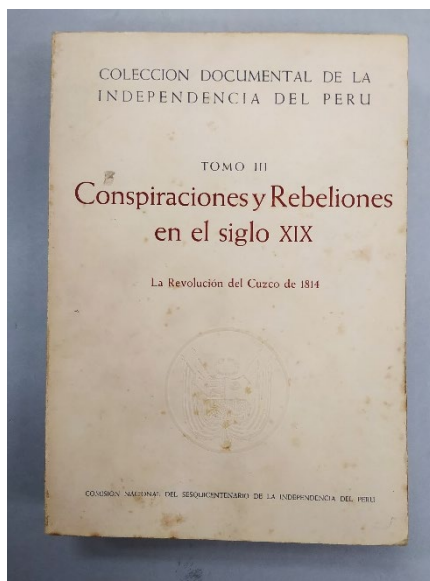 COLECCION DOCUMENTAL DE LA
INDEPENDENCIA DEL PERU
TOMO III
Conspiraciones y Rebeliones
en el siglo XIX
La Revolución del Cuzco de 1814
COMISION NACIONAL DEL SESQUICENTENARIO DE LA INDEPENDENCIA DEL PERU